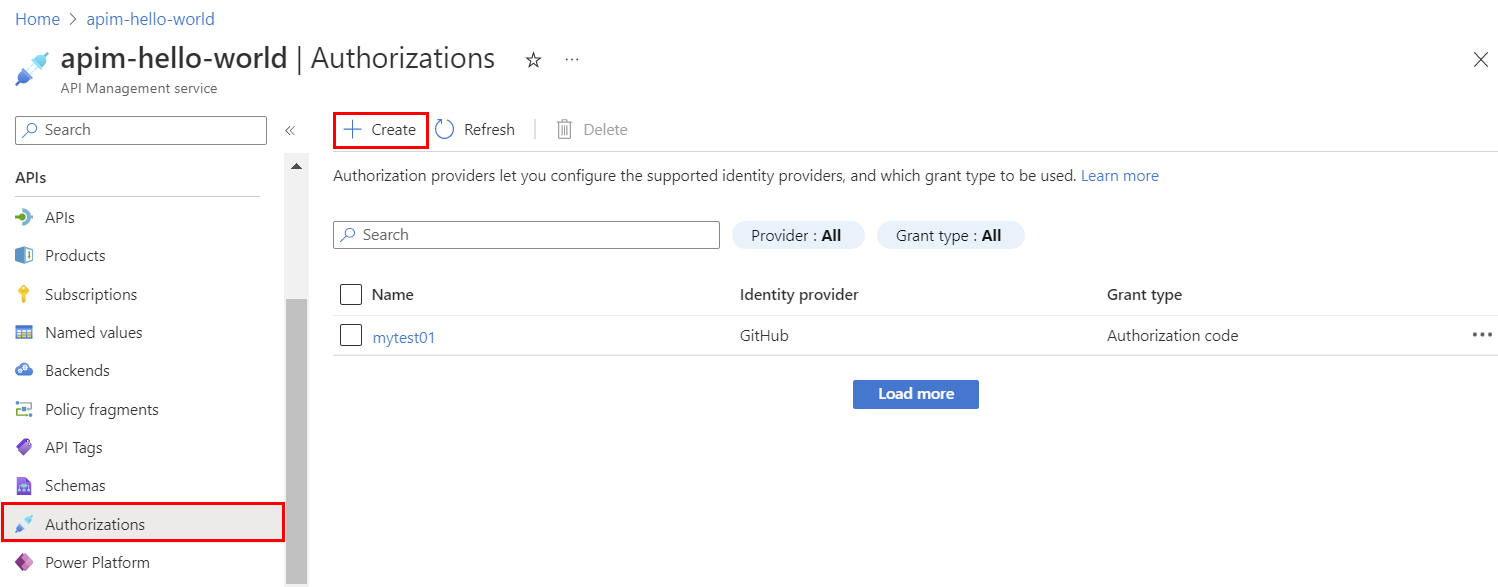 Home > apim-hello-world
apim-hello-world | Authorizations
API Management service
Search
APIs
APIs
Products
Subscriptions
Named values
Backends
Policy fragments
API Tags
Schemas
Authorizations
Power Platform
Create Refresh Delete
Authorization providers let you configure the supported identity providers, and which grant type to be used. Learn more
Search Provider : All Grant type : All
Name Identity provider Grant type
mytest01 GitHub Authorization code
Load more